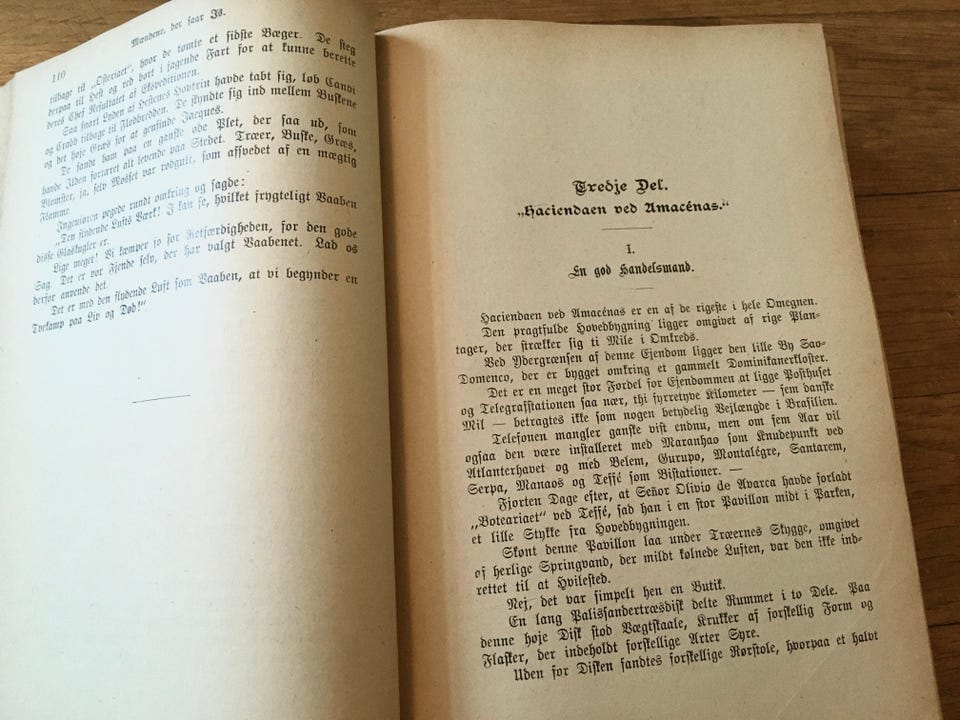 110
Mændene, der saar Is.
tilbage til „Osteriaet“, hvor de tømte et sidste Bæger. De steg
derpaa til Hest og red bort i jagende Fart for at kunne berette
deres Chef Resultatet af Ekspeditionen.
Saa snart Lyden af Hestenes Hovtrin havde tabt sig, løb Candi
og Crabb tilbage til Flodbredden. De skyndte sig ind mellem Buskene
og det høje Græs for at genfinde Jacques.
De fandt ham paa en ganske øde Plet, der saa ud, som
havde Ilden fortæret alt levende paa Stedet. Træer, Buske, Græs,
Blomster, ja, selv Mosset var rødgult, som afsvedet af en mægtig
Flamme.
Ingeniøren pegede rundt omkring og sagde:
„Den flydende Lufts Værk! I kan se, hvilket frygteligt Vaaben
disse Glaskugler er.
Lige meget! Vi kæmper jo for Retfærdigheden, for den gode
Sag. Det er vor Fjende selv, der har valgt Vaabenet. Lad os
derfor anvende det.
Det er med den flydende Luft som Vaaben, at vi begynder en
Tvekamp paa Liv og Død!“
Tredje Del.
„Haciendaen ved Amacénas.“
I.
En god Handelsmand.
Haciendaen ved Amacénas er en af de rigeste i hele Omegnen.
Den pragtfulde Hovedbygning ligger omgivet af rige Plan-
tager, der strækker sig ti Mile i Omkreds.
Ved Ydergrænsen af denne Ejendom ligger den lille By Sao-
Domenco, der er bygget omkring et gammelt Dominikanerkloster.
Det er en meget stor Fordel for Ejendommen at ligge Posthuset
og Telegrafstationen saa nær, thi fyrretyve Kilometer — fem danske
Mil — betragtes ikke som nogen betydelig Vejlængde i Brasilien.
Telefonen mangler ganske vist endnu, men om fem Aar vil
ogsaa den være installeret med Maranhao som Knudepunkt ved
Atlanterhavet og med Belem, Gurupo, Montalégre, Santarem,
Serpa, Manaos og Teffé som Bistationer. —
Fjorten Dage efter, at Señor Olivio de Avarca havde forladt
„Boteariaet“ ved Teffé, sad han i en stor Pavillon midt i Parken,
et lille Stykke fra Hovedbygningen.
Skønt denne Pavillon laa under Træernes Skygge, omgivet
af herlige Springvand, der mildt kølnede Luften, var den ikke ind-
rettet til at Hvilested.
Nej, det var simpelt hen en Butik.
En lang Palisjandertræsdisk delte Rummet i to Dele. Paa
denne høje Disk stod Vægtskaale, Krukker af forskellig Form og
Flasker, der indeholdt forskellige Arter Syre.
Uden for Disken fandtes forskellige Rørstole, hvorpaa et halvt